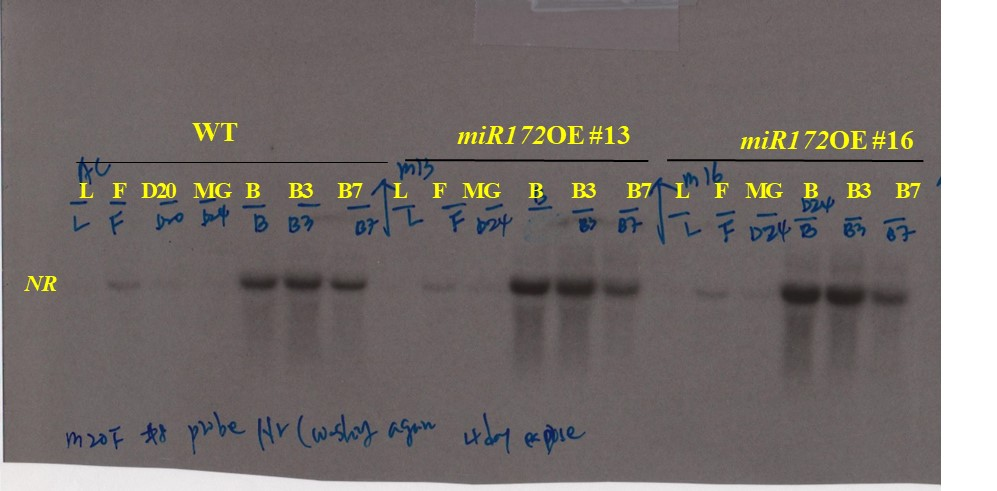 WT miR172OE #13 miR172OE #16
AC m13 m16
L F D20 MG B B3 B7 L F MG B B3 B7 L F MG B B3 B7
L F D20 D24 B B3 B7 L F D24 B B3 B7 L F D24 B B3 B7
D24
NR
probe Nr ( again 4 day expose